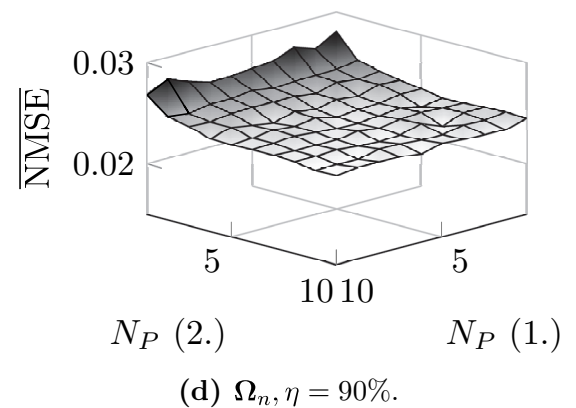 0.03
NMSE
0.02
5
5
10 10
N_P (2.)
N_P (1.)
(d) Ω_n, η = 90%.